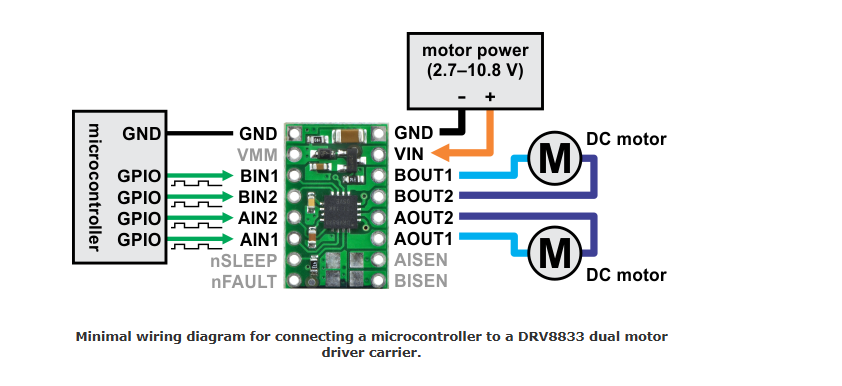 motor power
(2.7–10.8 V)
- +
microcontroller
GND
GPIO
GPIO
GPIO
GPIO
GND
VMM
BIN1
BIN2
AIN2
AIN1
nSLEEP
nFAULT
GND
VIN
BOUT1
BOUT2
AOUT2
AOUT1
AISEN
BISEN
M
DC motor
M
DC motor
Minimal wiring diagram for connecting a microcontroller to a DRV8833 dual motor
driver carrier.